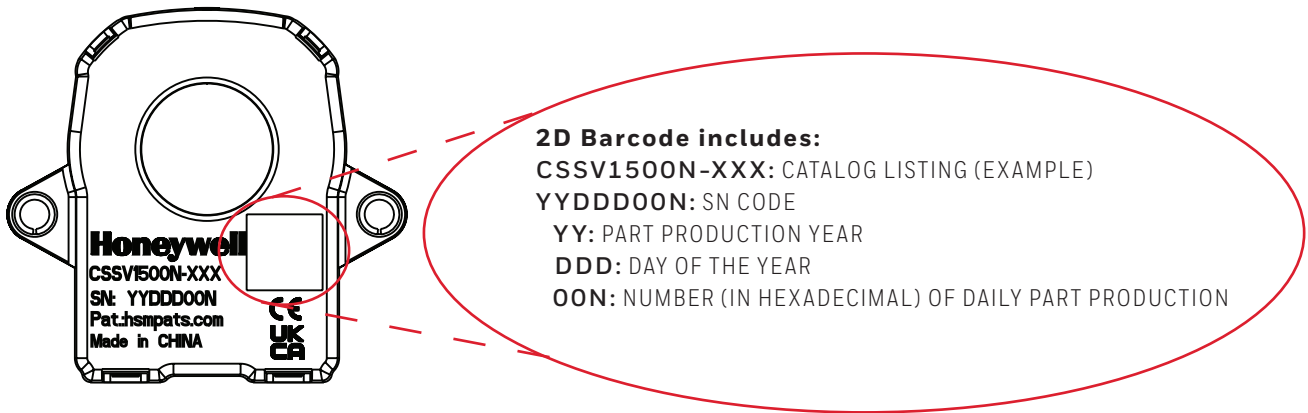 Honeywell
CSSV1500N-XXX
SN: YYDDD00N
Pat.:hsmpats.com
Made in CHINA
CE
UK
CA
2D Barcode includes:
CSSV1500N-XXX: CATALOG LISTING (EXAMPLE)
YYDDD00N: SN CODE
YY: PART PRODUCTION YEAR
DDD: DAY OF THE YEAR
00N: NUMBER (IN HEXADECIMAL) OF DAILY PART PRODUCTION